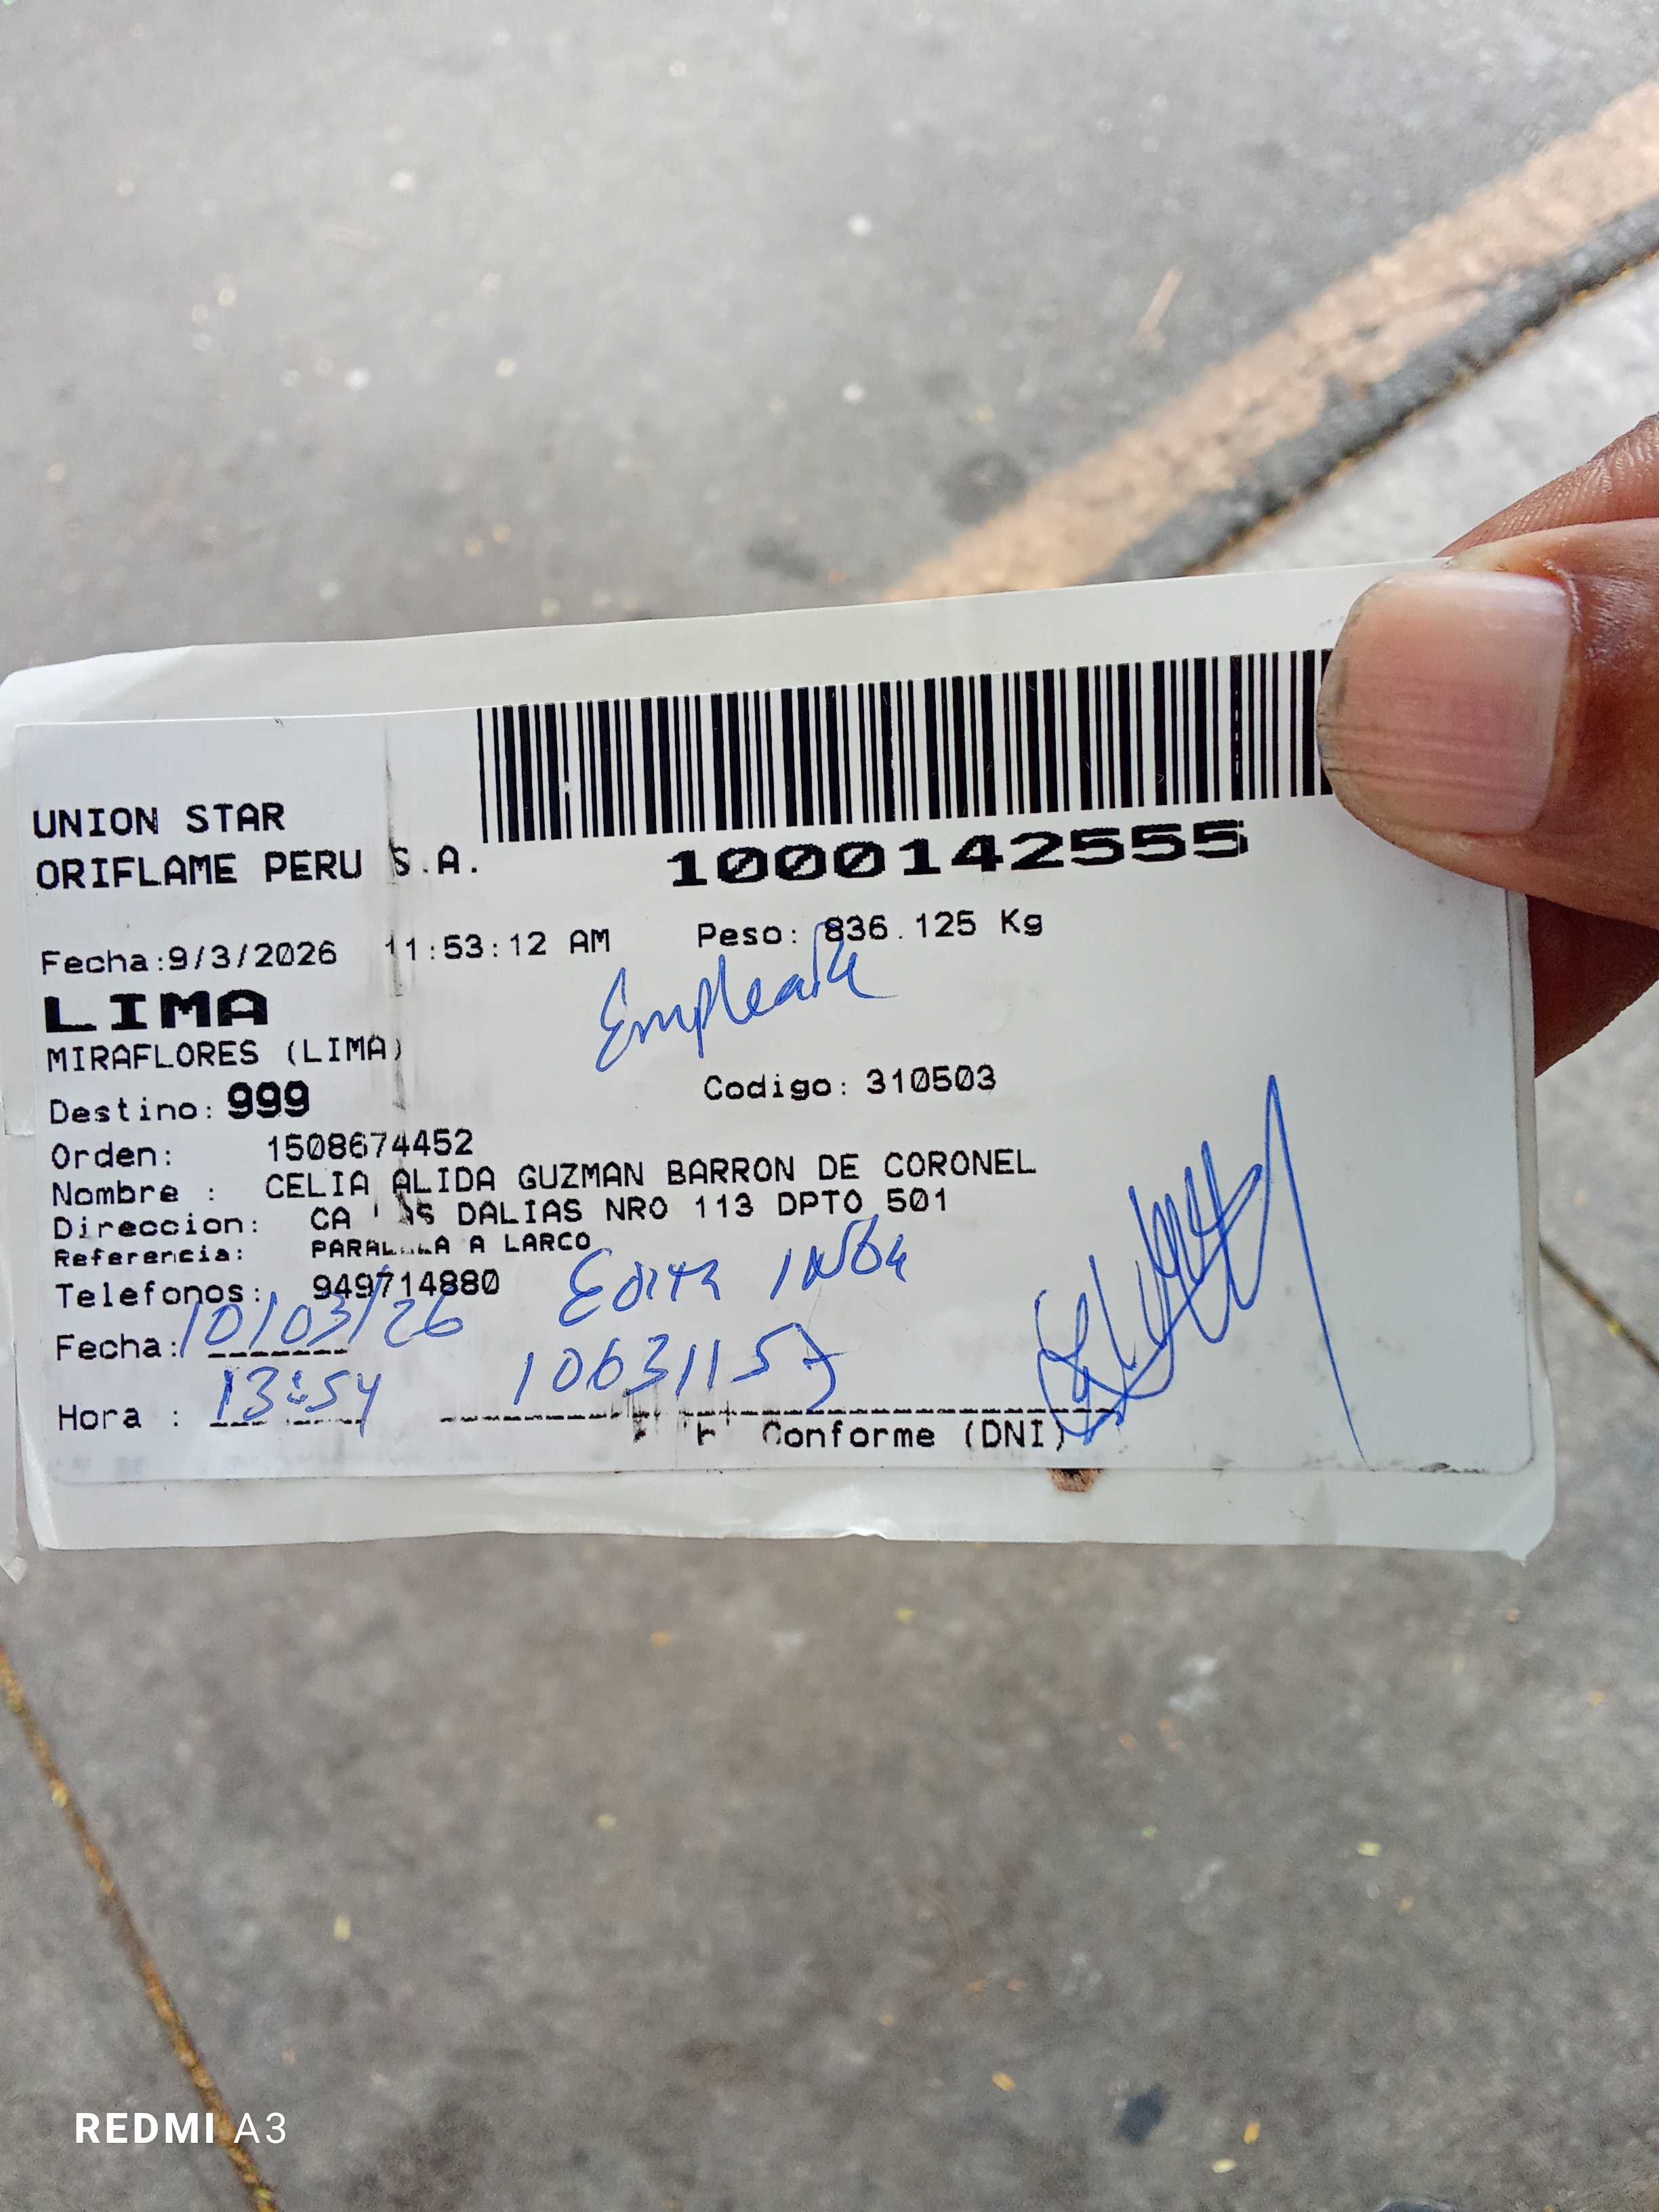 UNION STAR
ORIFLAME PERU S.A.
1000142555
Fecha:9/3/2026 11:53:12 AM Peso: 836.125 Kg
LIMA
Empleada
MIRAFLORES (LIMA)
Destino: 999 Codigo: 310503
Orden: 1508674452
Nombre : CELIA ALIDA GUZMAN BARRON DE CORONEL
Direccion: CA DALIAS NRO 113 DPTO 501
Referencia: A LARCO
Telefonos: 949714880
Edith
Fecha: 10/03/26
10631157
Hora : 13:54
Conforme (DNI)
REDMI A3